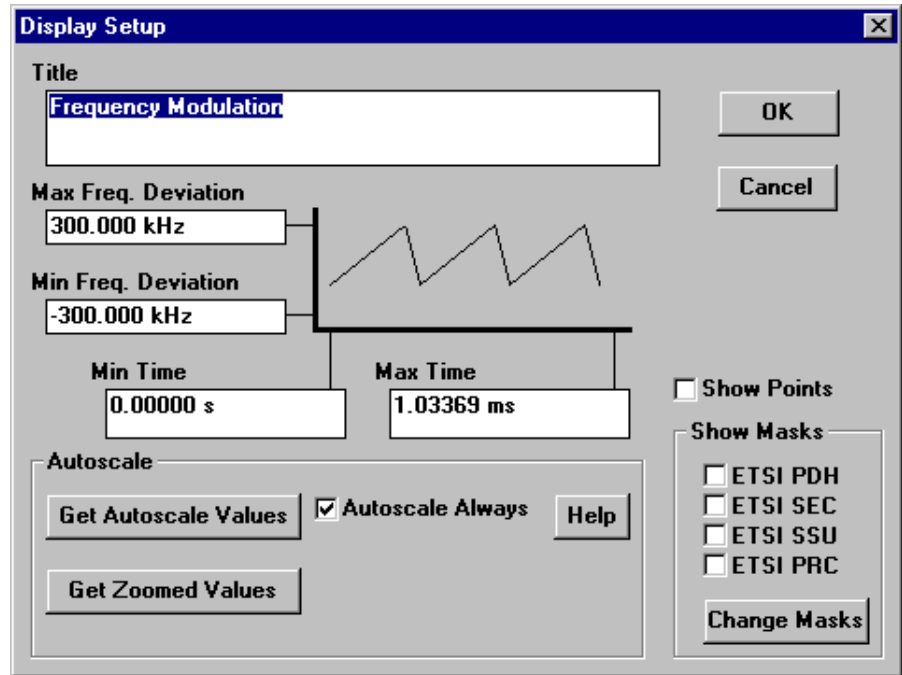 Display Setup
Title
Frequency Modulation
OK
Cancel
Max Freq. Deviation
300.000 kHz
Min Freq. Deviation
-300.000 kHz
Min Time
0.00000 s
Max Time
1.03369 ms
Show Points
Show Masks
ETSI PDH
ETSI SEC
ETSI SSU
ETSI PRC
Change Masks
Autoscale
Get Autoscale Values
Autoscale Always
Help
Get Zoomed Values